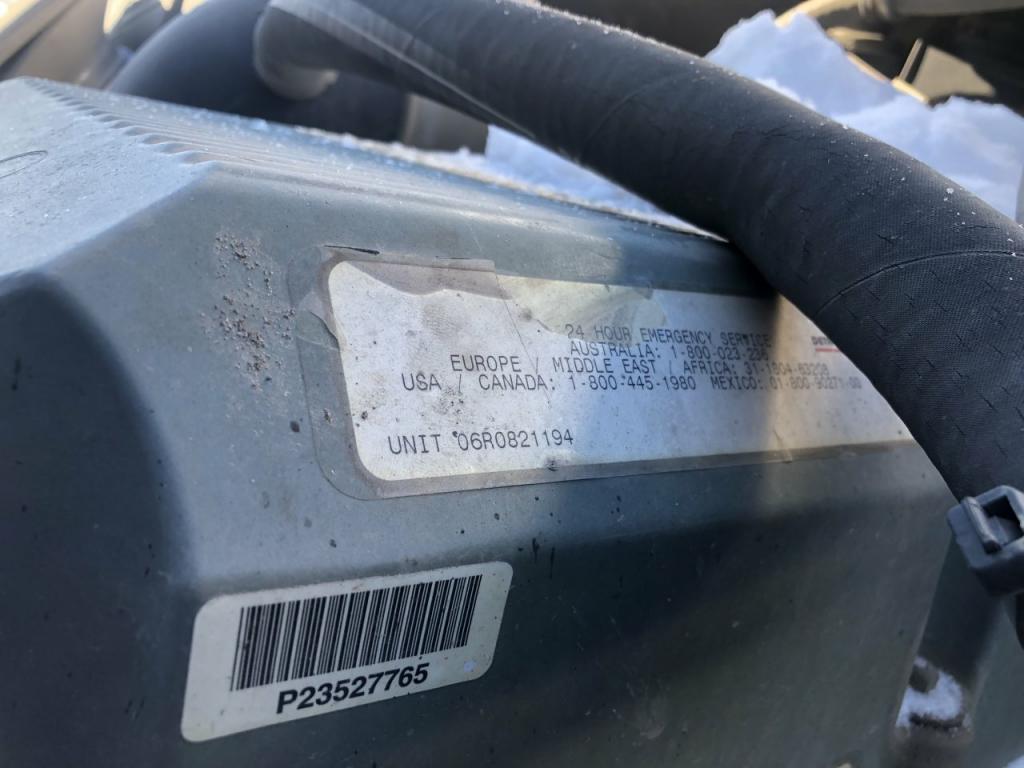 24 HOUR EMERGENCY SERVICE
AUSTRALIA: 1-800-023-236
EUROPE / MIDDLE EAST / AFRICA:
USA / CANADA: 1-800-445-1980 MEXICO:
UNIT 06R0821194
P23527765